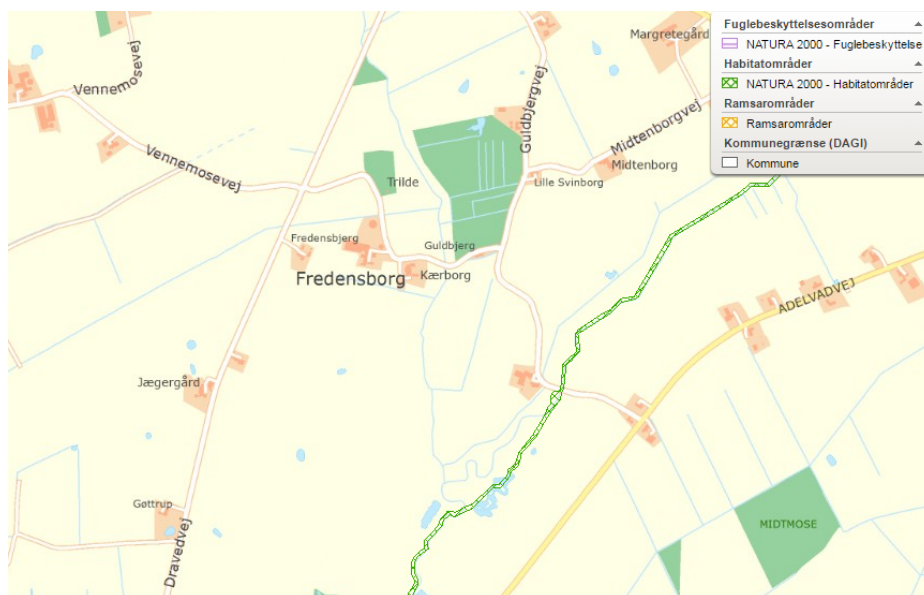 Fuglebeskyttelsesområder
NATURA 2000 - Fuglebeskyttelse
Habitatområder
NATURA 2000 - Habitatområder
Ramsarområder
Ramsarområder
Kommunegrænse (DAGI)
Kommune
Vennemosevej
Margretegård
Vennemosevej
Guldbjergvej
Midtenborgvej
Midtenborg
Trilde
Lille Svinborg
Fredensbjerg
Guldbjerg
Fredensborg
Kærborg
ADELVADVEJ
Jægergård
Gøttrup
Dravedvej
MIDTMOSE